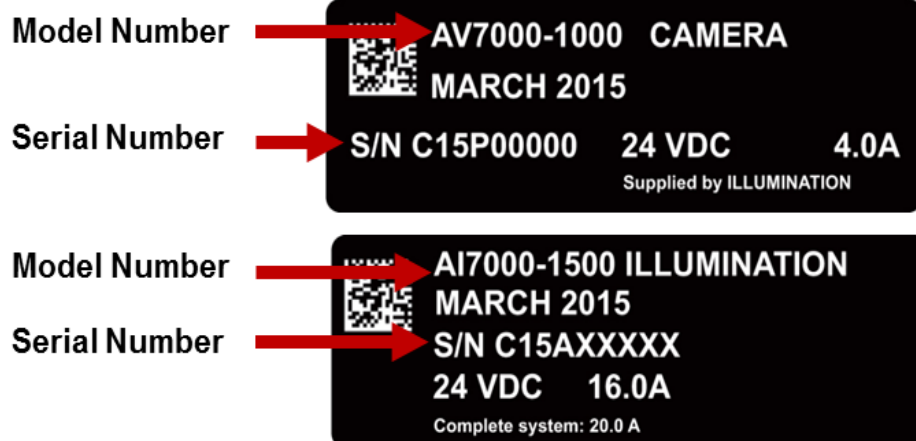 Model Number
AV7000-1000 CAMERA
MARCH 2015
Serial Number
S/N C15P00000 24 VDC 4.0A
Supplied by ILLUMINATION
Model Number
AI7000-1500 ILLUMINATION
MARCH 2015
Serial Number
S/N C15AXXXXX
24 VDC 16.0A
Complete system: 20.0 A